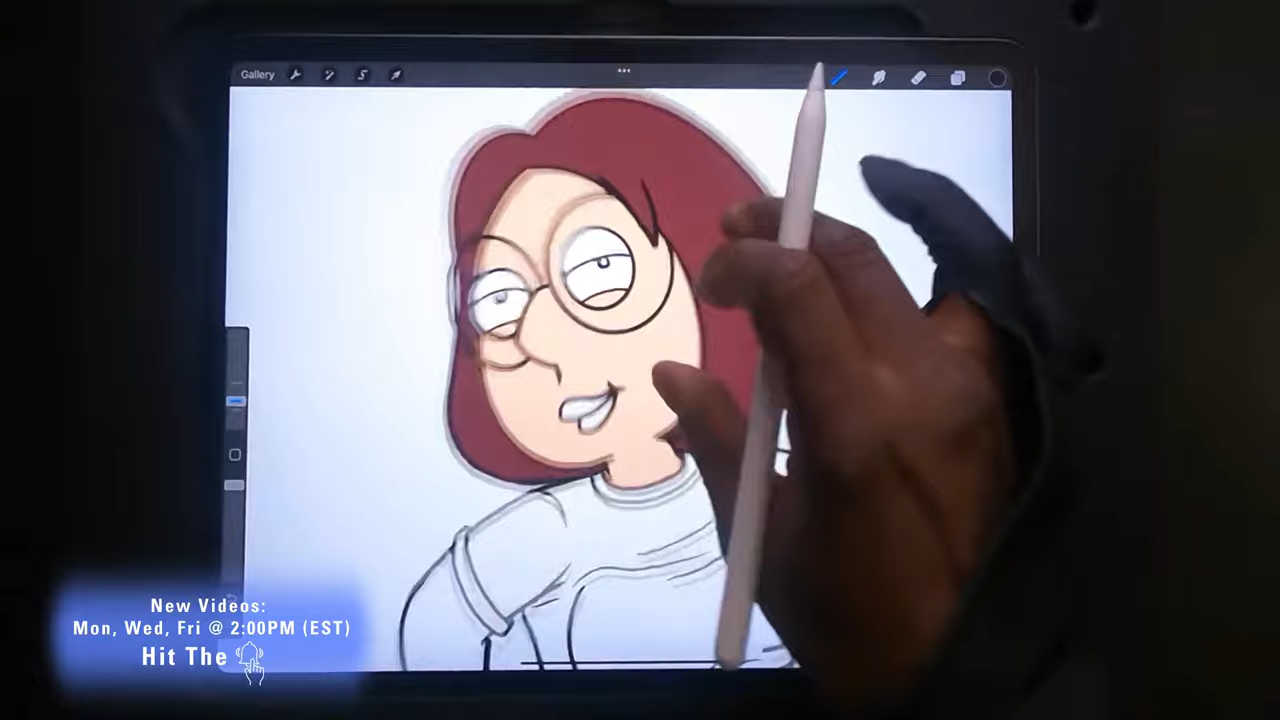 Gallery
New Videos:
Mon, Wed, Fri @ 2:00PM (EST)
Hit The